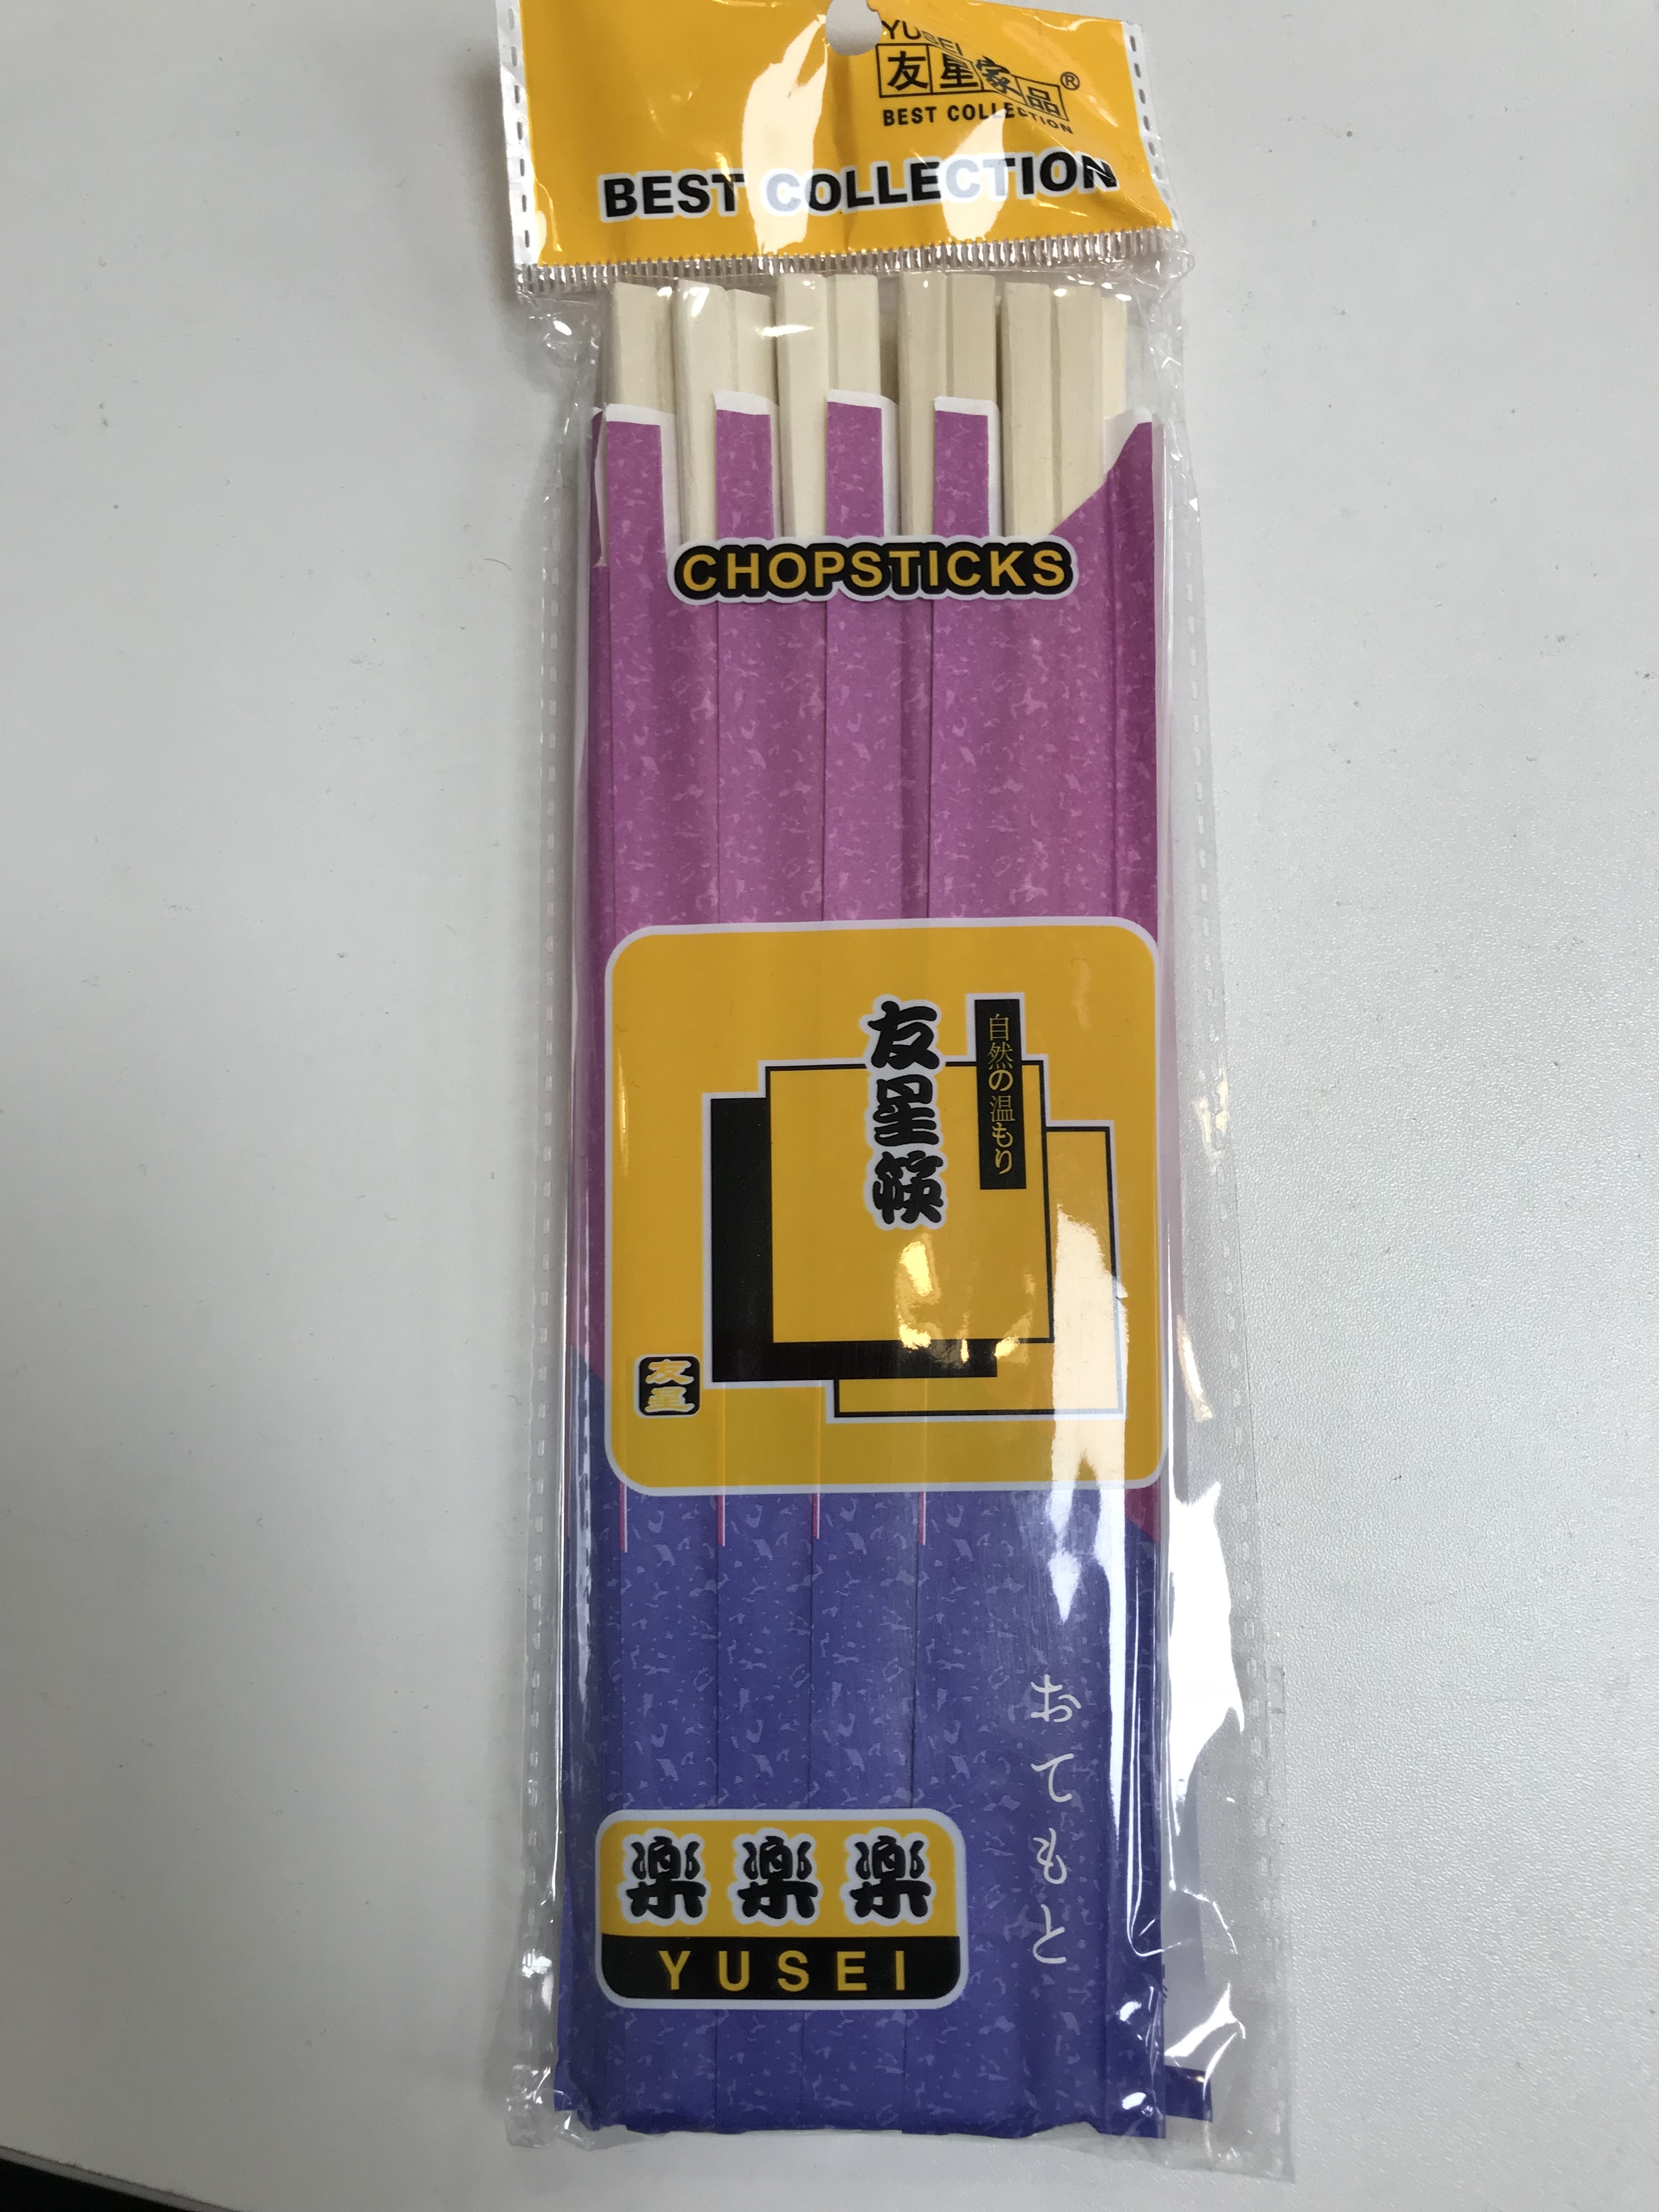 YUSEI
友星家品®
BEST COLLECTION
BEST COLLECTION
CHOPSTICKS
自然の温もり
友星筷
友星
おてもと
楽楽楽
YUSEI